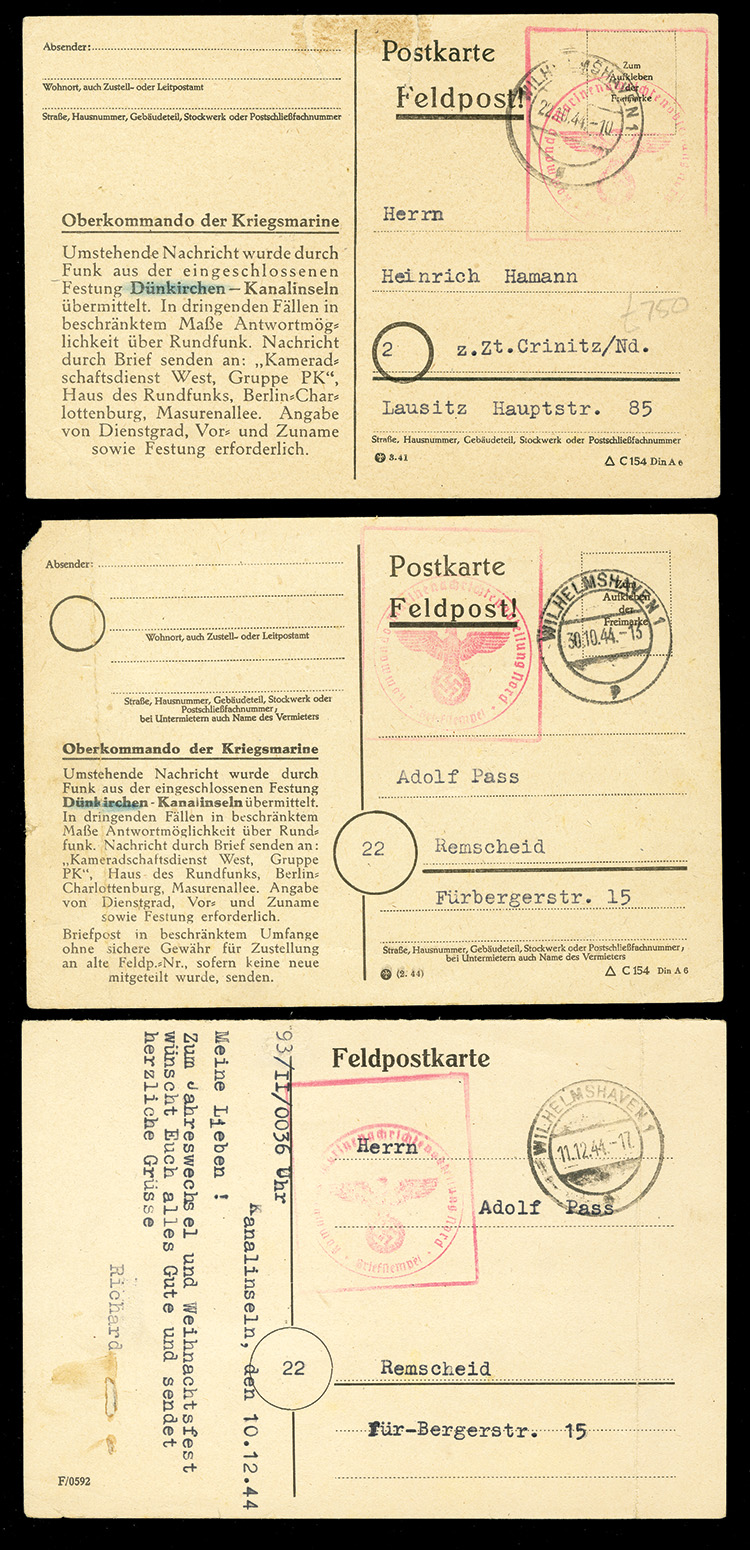 Absender:
Wohnort, auch Zustell- oder Leitpostamt
Straße, Hausnummer, Gebäudeteil, Stockwerk oder Postschließfachnummer
Oberkommando der Kriegsmarine
Umstehende Nachricht wurde durch
Funk aus der eingeschlossenen
Festung Dünkirchen – Kanalinseln
übermittelt. In dringenden Fällen in
beschränktem Maße Antwortmög-
lichkeit über Rundfunk. Nachricht
durch Brief senden an: „Kamerad-
schaftsdienst West, Gruppe PK“,
Haus des Rundfunks, Berlin-Char-
lottenburg, Masurenallee. Angabe
von Dienstgrad, Vor- und Zuname
sowie Festung erforderlich.
Postkarte
Feldpost!
Zum
Aufkleben
der
Freimarke
WILHELMSHAVEN 1
44.-10
Herrn
Heinrich Hamann
£750
2 z.Zt.Crinitz/Nd.
Lausitz Hauptstr. 85
Straße, Hausnummer, Gebäudeteil, Stockwerk oder Postschließfachnummer
3.41
C 154 Din A 6
Absender:
Wohnort, auch Zustell- oder Leitpostamt
Straße, Hausnummer, Gebäudeteil, Stockwerk oder
Postschließfachnummer;
bei Untermietern auch Name des Vermieters
Oberkommando der Kriegsmarine
Umstehende Nachricht wurde durch
Funk aus der eingeschlossenen Festung
Dünkirchen - Kanalinseln übermittelt.
In dringenden Fällen in beschränktem
Maße Antwortmöglichkeit über Rund-
funk. Nachricht durch Brief senden an:
„Kameradschaftsdienst West, Gruppe
PK“, Haus des Rundfunks, Berlin-
Charlottenburg, Masurenallee. Angabe
von Dienstgrad, Vor- und Zuname
sowie Festung erforderlich.
Briefpost in beschränktem Umfange
ohne sichere Gewähr für Zustellung
an alte Feldp.-Nr., sofern keine neue
mitgeteilt wurde, senden.
Postkarte
Feldpost!
Marinenachrichtenabteilung Nord
Briefstempel
Zum
Aufkleben
der
Freimarke
WILHELMSHAVEN 1
30.10.44.-13
Adolf Pass
22 Remscheid
Fürbergerstr. 15
Straße, Hausnummer, Gebäudeteil, Stockwerk oder Postschließfachnummer;
bei Untermietern auch Name des Vermieters
(2. 44)
C 154 Din A 6
93/II/0036 Uhr
Kanalinseln, den 10.12.44
Meine Lieben !
Zum Jahreswechsel und Weihnachtsfest
wünscht Euch alles Gute und sendet
herzliche Grüsse
Richard
F/0592
Feldpostkarte
Marinenachrichtenabteilung Nord
Briefstempel
WILHELMSHAVEN 1
11.12.44.-17
Herrn
Adolf Pass
22 Remscheid
Für-Bergerstr. 15